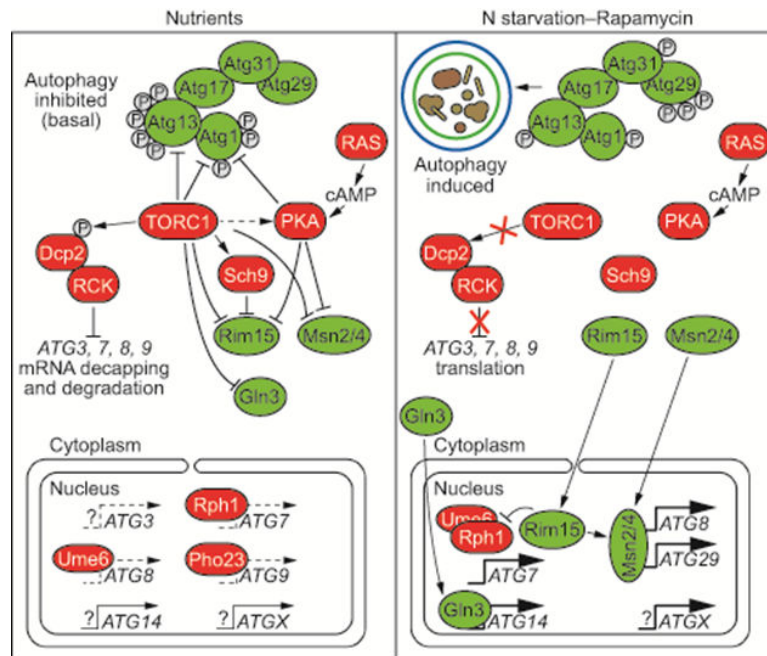 Nutrients
Autophagy
inhibited
(basal)
Atg31
Atg17
Atg29
P
P
P
P
P
P
Atg13
Atg1
P
P
P
RAS
cAMP
P
TORC1
PKA
Dcp2
RCK
Sch9
Rim15
Msn2/4
ATG3, 7, 8, 9
mRNA decapping
and degradation
Gln3
Cytoplasm
Nucleus
? ATG3
Rph1
ATG7
Ume6
ATG8
Pho23
ATG9
? ATG14
? ATGX
N starvation–Rapamycin
P
Atg31
Atg17
Atg29
P
P
P
P
Atg13
Atg1
P
P
Autophagy
induced
RAS
cAMP
TORC1
PKA
Dcp2
RCK
Sch9
ATG3, 7, 8, 9
translation
Rim15
Msn2/4
Gln3
Cytoplasm
Nucleus
Ume6
Rph1
Rim15
Msn2/4
ATG8
ATG29
ATG7
Gln3
ATG14
? ATGX